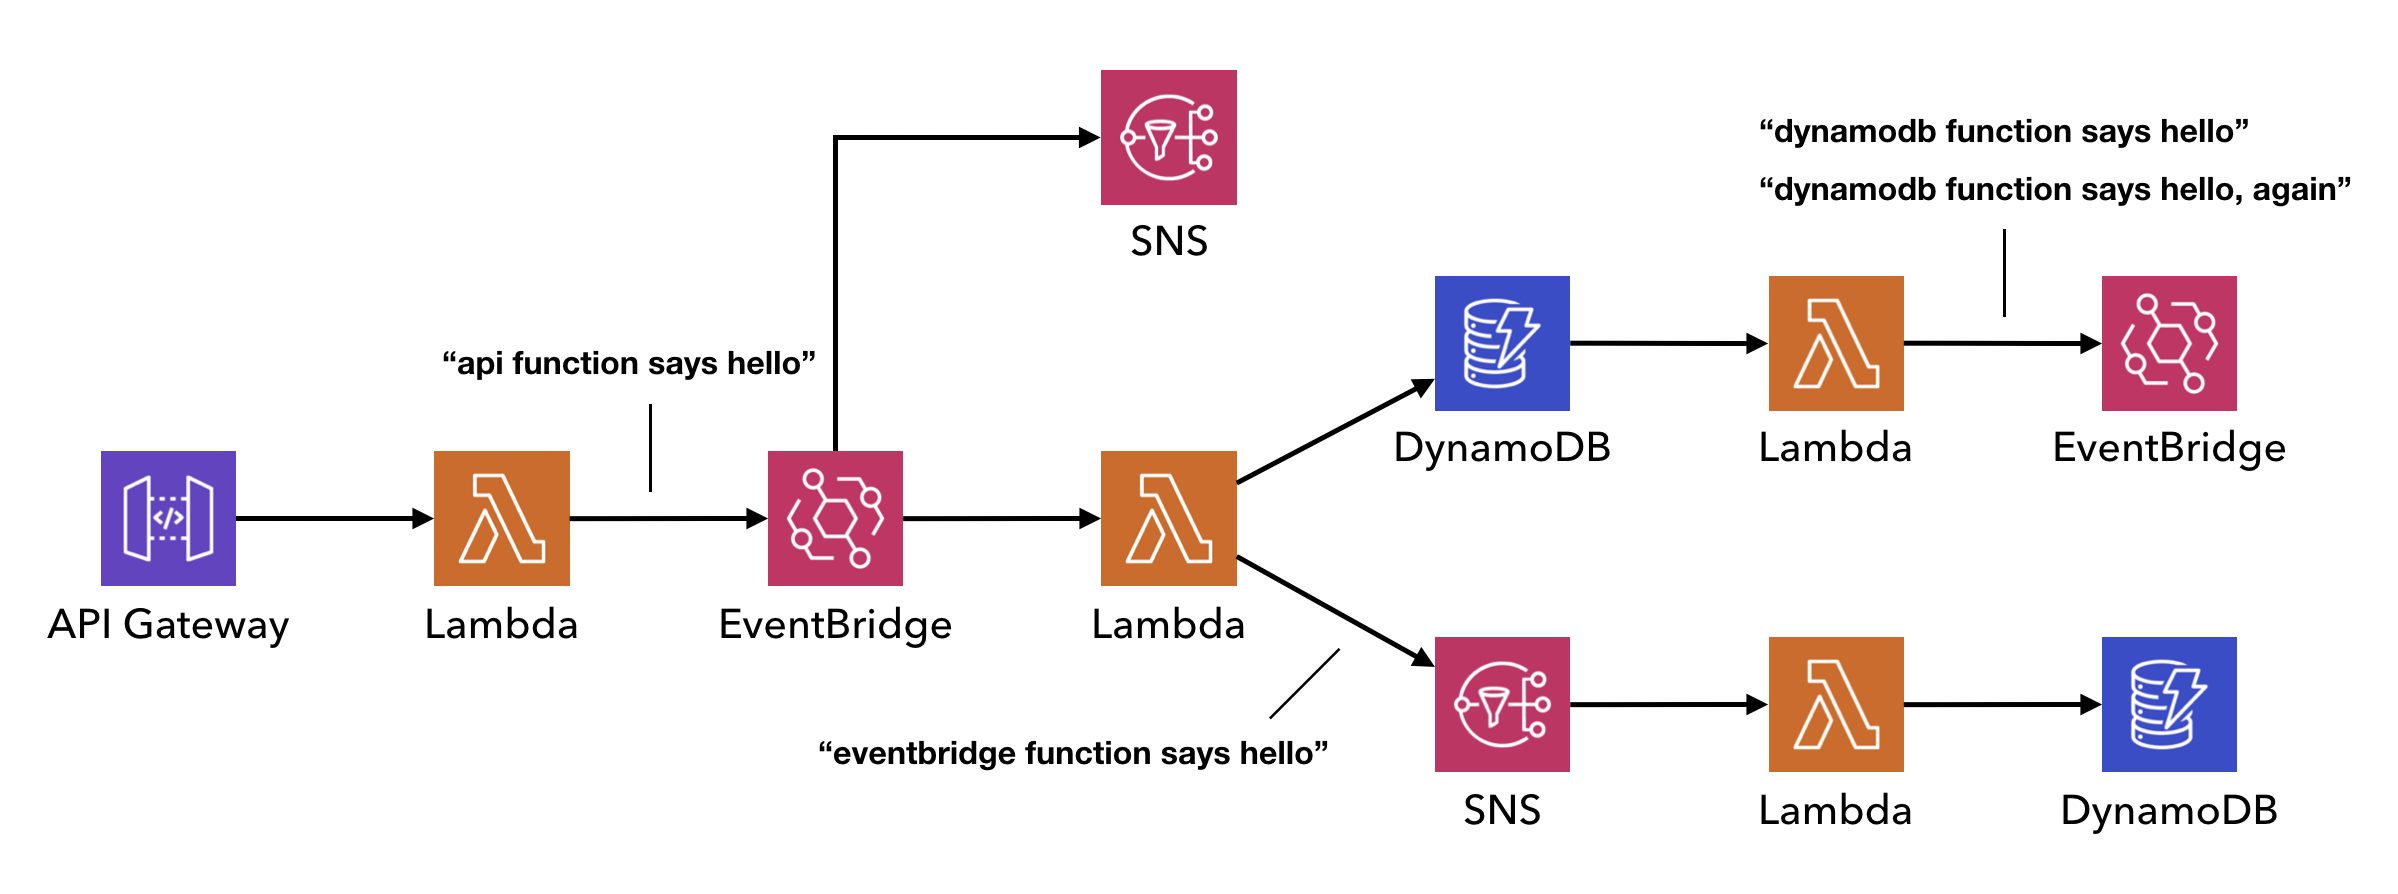 SNS
“dynamodb function says hello”
“dynamodb function says hello, again”
“api function says hello”
DynamoDB
Lambda
EventBridge
</>
API Gateway
Lambda
EventBridge
Lambda
“eventbridge function says hello”
SNS
Lambda
DynamoDB